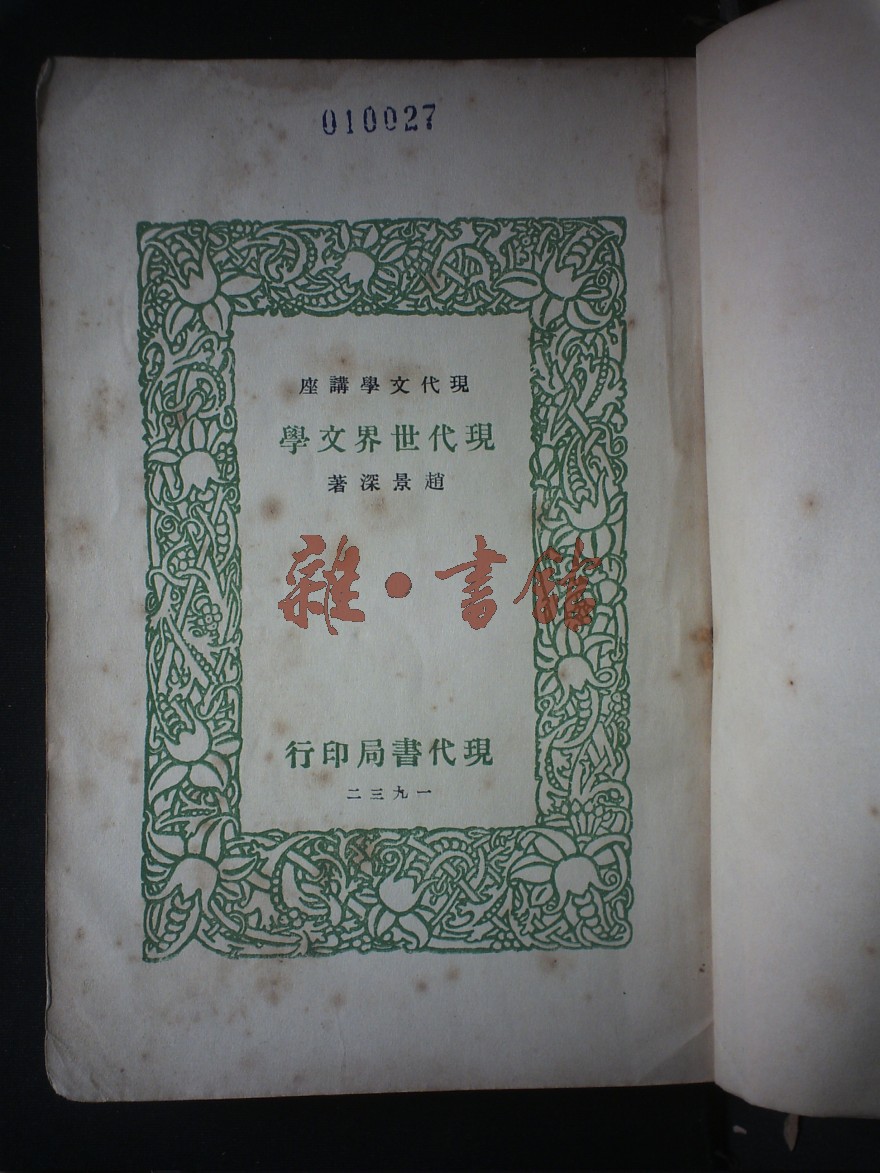 010027
現代文學講座
現代世界文學
趙景深著
雜·書館
現代書局印行
一九三二